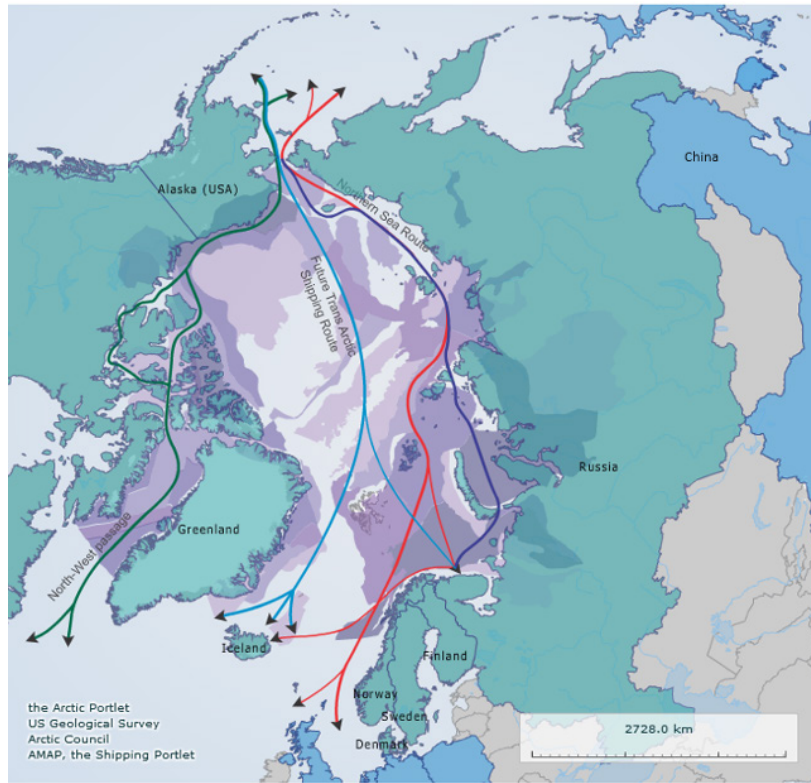 China
Alaska (USA)
Northern Sea Route
Future Trans Arctic
Shipping Route
Russia
Greenland
North-West passage
Iceland
Finland
Norway
Sweden
Denmark
the Arctic Portlet
US Geological Survey
Arctic Council
AMAP, the Shipping Portlet
2728.0 km